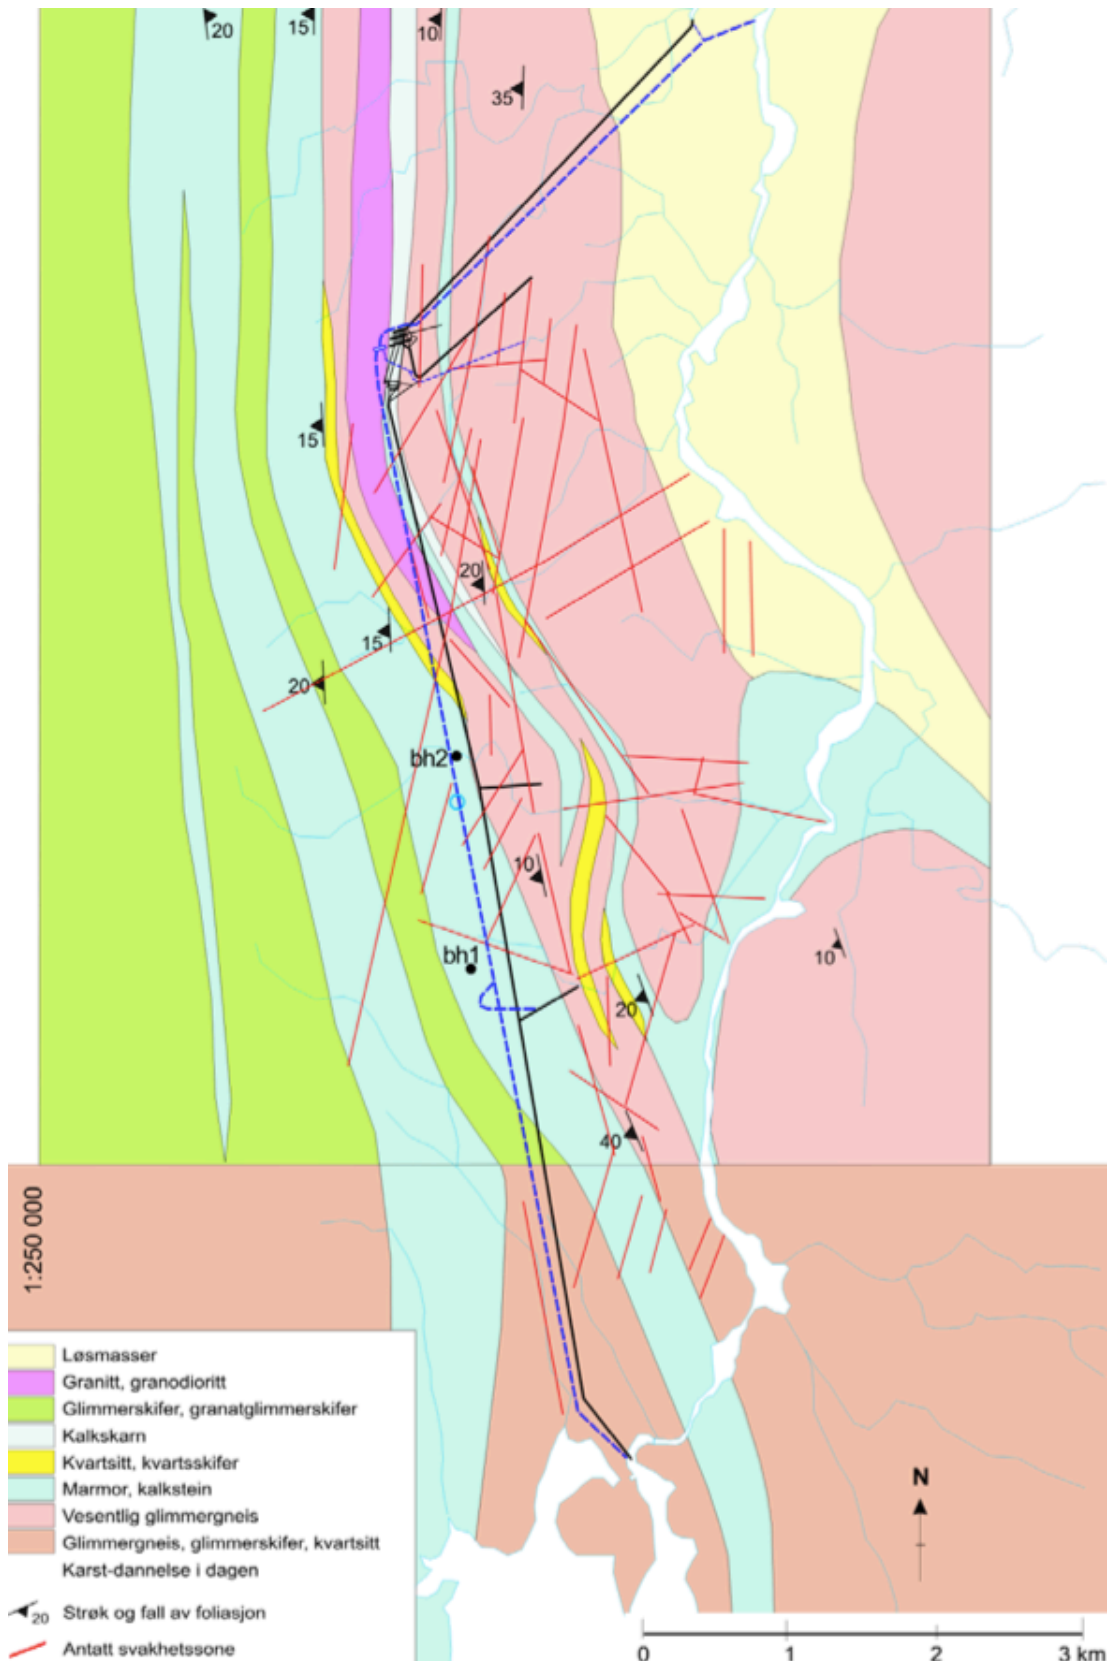 20
15
10
35
15
20
15
20
bh2
10
bh1
10
20
40
1:250 000
Løsmasser
Granitt, granodioritt
Glimmerskifer, granatglimmerskifer
Kalkskarn
Kvartsitt, kvartsskifer
Marmor, kalkstein
Vesentlig glimmergneis
Glimmergneis, glimmerskifer, kvartsitt
Karst-dannelse i dagen
20 Strøk og fall av foliasjon
Antatt svakhetssone
N
0 1 2 3 km